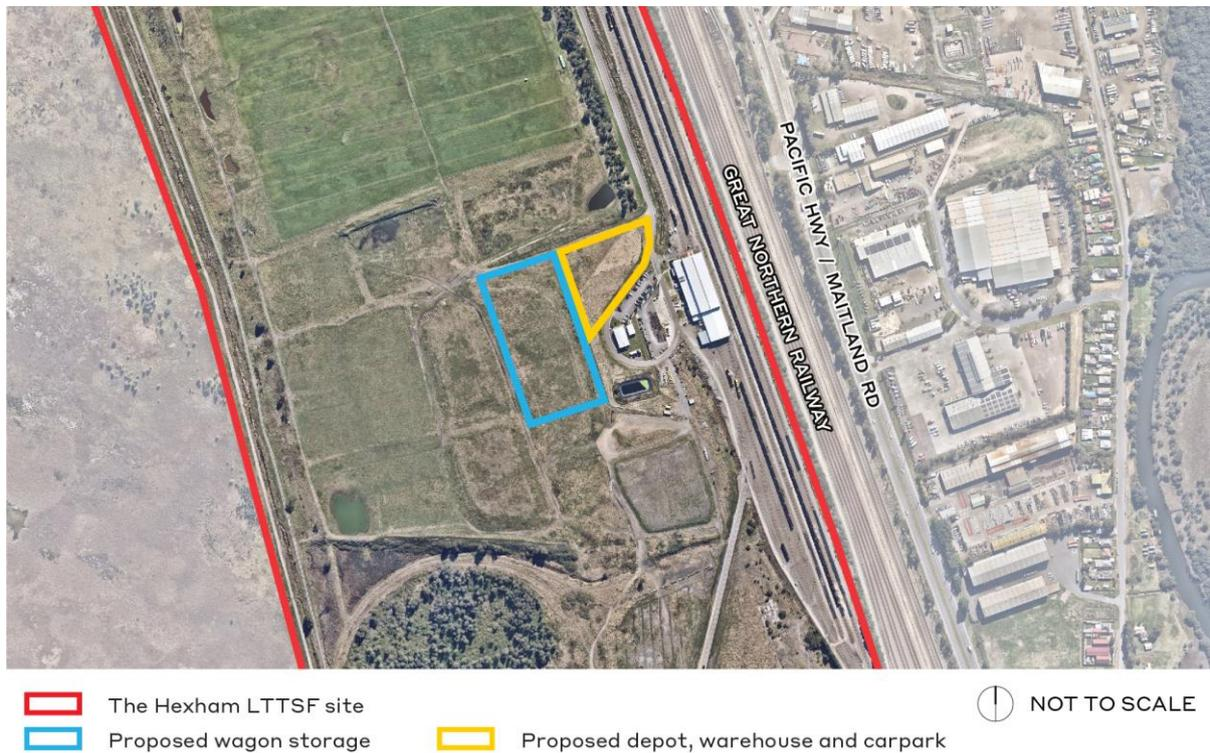 PACIFIC HWY / MAITLAND RD
GREAT NORTHERN RAILWAY
The Hexham LTTSF site
NOT TO SCALE
Proposed wagon storage
Proposed depot, warehouse and carpark